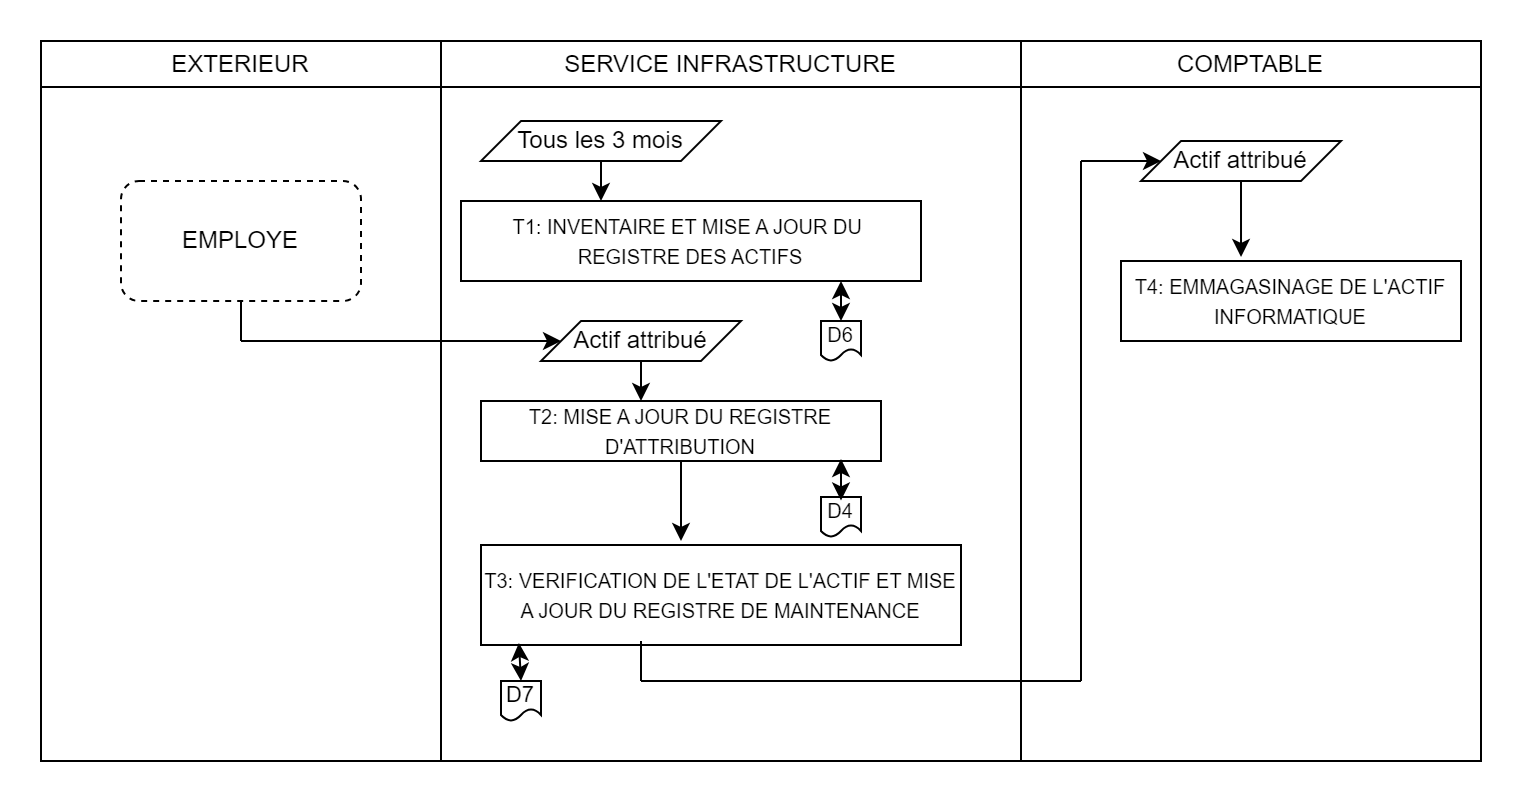 EXTERIEUR
SERVICE INFRASTRUCTURE
COMPTABLE
EMPLOYE
Tous les 3 mois
T1: INVENTAIRE ET MISE A JOUR DU
REGISTRE DES ACTIFS
D6
Actif attribué
T2: MISE A JOUR DU REGISTRE
D'ATTRIBUTION
D4
T3: VERIFICATION DE L'ETAT DE L'ACTIF ET MISE
A JOUR DU REGISTRE DE MAINTENANCE
D7
Actif attribué
T4: EMMAGASINAGE DE L'ACTIF
INFORMATIQUE